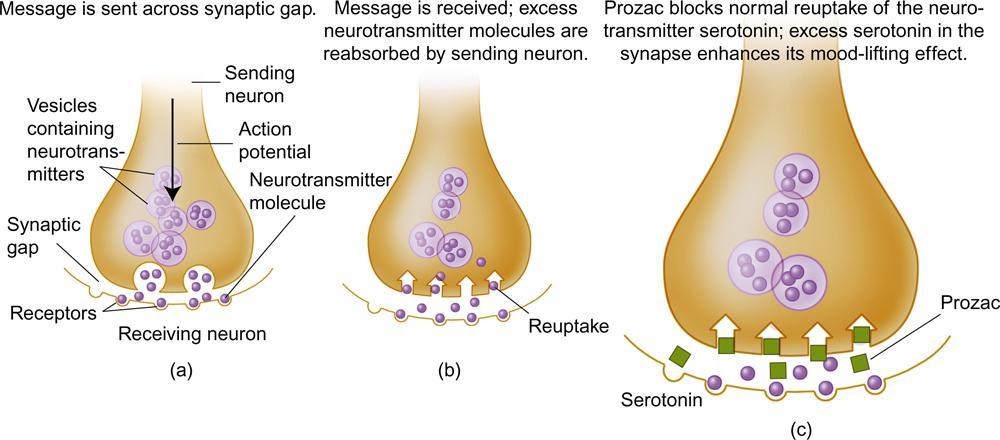 Message is sent across synaptic gap.
Sending
neuron
Vesicles
containing
neurotrans-
mitters
Action
potential
Neurotransmitter
molecule
Synaptic
gap
Receptors
Receiving neuron
(a)
Message is received; excess
neurotransmitter molecules are
reabsorbed by sending neuron.
Reuptake
(b)
Prozac blocks normal reuptake of the neuro-
transmitter serotonin; excess serotonin in the
synapse enhances its mood-lifting effect.
Prozac
Serotonin
(c)